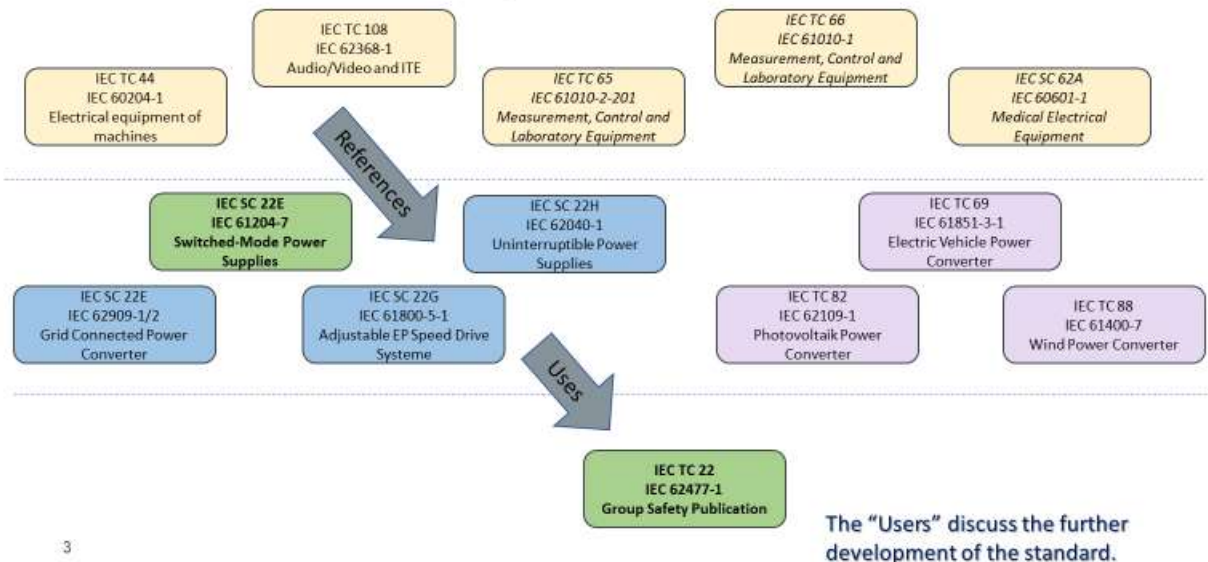 IEC TC 108
IEC 62368-1
Audio/Video and ITE
IEC TC 66
IEC 61010-1
Measurement, Control and
Laboratory Equipment
IEC TC 44
IEC 60204-1
Electrical equipment of
machines
IEC TC 65
IEC 61010-2-201
Measurement, Control and
Laboratory Equipment
IEC SC 62A
IEC 60601-1
Medical Electrical
Equipment
References
IEC SC 22E
IEC 61204-7
Switched-Mode Power
Supplies
IEC SC 22H
IEC 62040-1
Uninterruptible Power
Supplies
IEC TC 69
IEC 61851-3-1
Electric Vehicle Power
Converter
IEC SC 22E
IEC 62909-1/2
Grid Connected Power
Converter
IEC SC 22G
IEC 61800-5-1
Adjustable EP Speed Drive
Systeme
IEC TC 82
IEC 62109-1
Photovoltaik Power
Converter
IEC TC 88
IEC 61400-7
Wind Power Converter
Uses
IEC TC 22
IEC 62477-1
Group Safety Publication
The “Users” discuss the further
development of the standard.
3